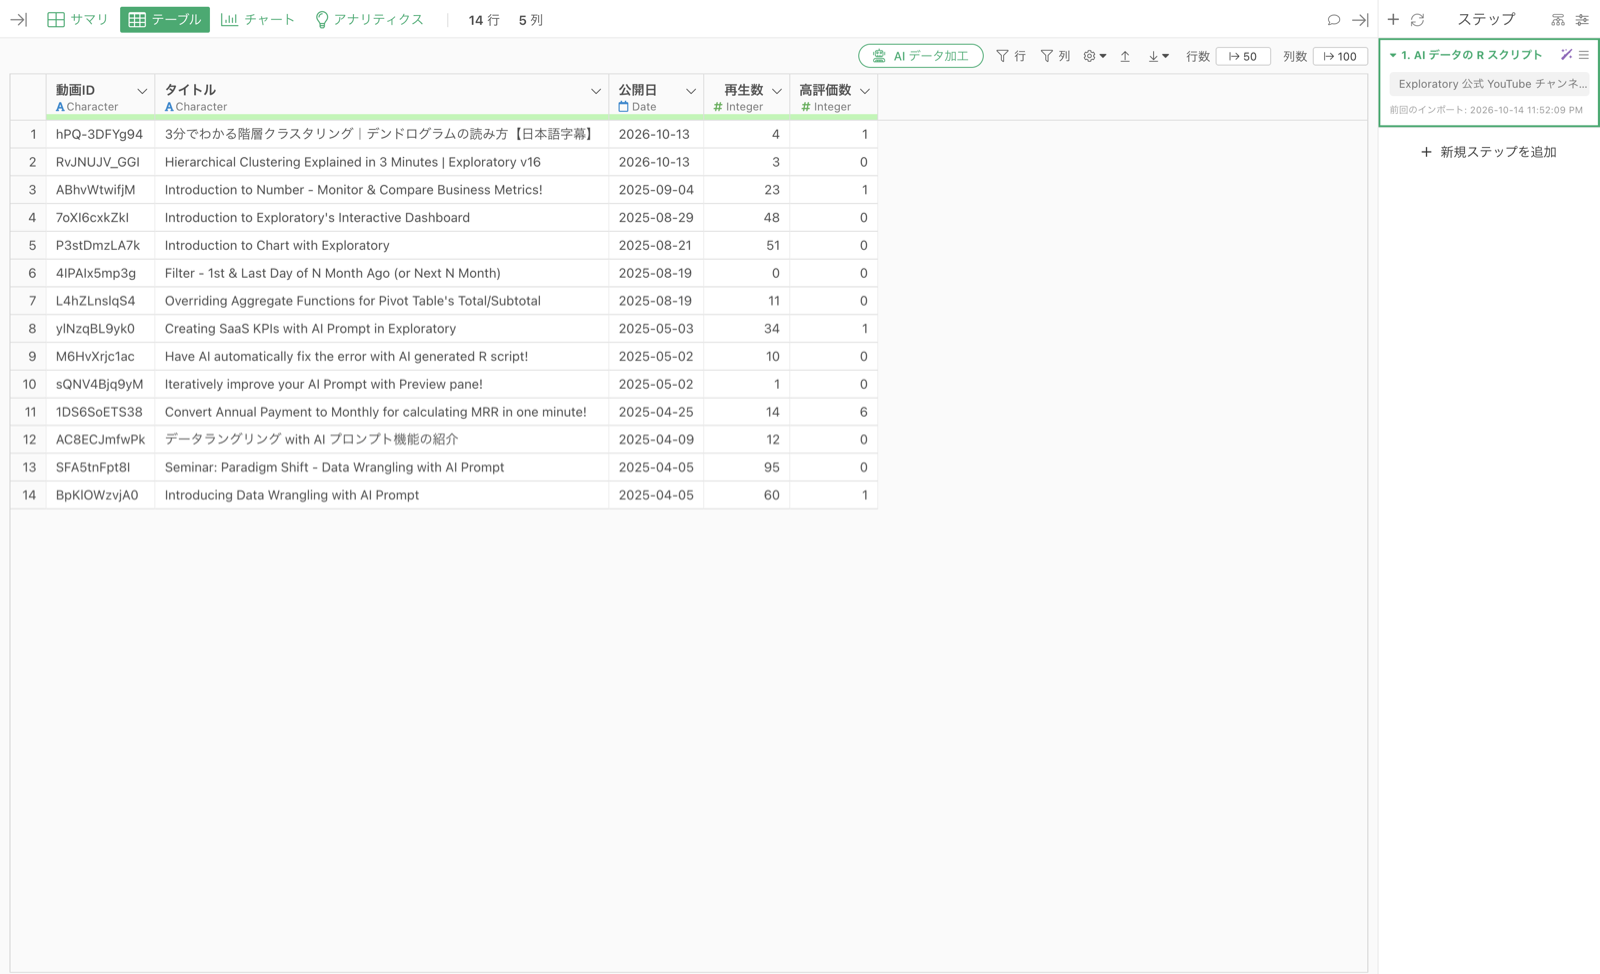 サマリ テーブル チャート アナリティクス 14 行 5 列 ステップ
AI データ加工 行 列 行数 50 列数 100
1. AI データの R スクリプト
Exploratory 公式 YouTube チャンネ...
前回のインポート: 2026-10-14 11:52:09 PM
新規ステップを追加
動画ID タイトル 公開日 再生数 高評価数
A Character A Character Date # Integer # Integer
1 hPQ-3DFYg94 3分でわかる階層クラスタリング｜デンドログラムの読み方【日本語字幕】 2026-10-13 4 1
2 RvJNUJV_GGI Hierarchical Clustering Explained in 3 Minutes | Exploratory v16 2026-10-13 3 0
3 ABhvWtwifjM Introduction to Number - Monitor & Compare Business Metrics! 2025-09-04 23 1
4 7oXI6cxkZkI Introduction to Exploratory's Interactive Dashboard 2025-08-29 48 0
5 P3stDmzLA7k Introduction to Chart with Exploratory 2025-08-21 51 0
6 4lPAIx5mp3g Filter - 1st & Last Day of N Month Ago (or Next N Month) 2025-08-19 0 0
7 L4hZLnslqS4 Overriding Aggregate Functions for Pivot Table's Total/Subtotal 2025-08-19 11 0
8 ylNzqBL9yk0 Creating SaaS KPIs with AI Prompt in Exploratory 2025-05-03 34 1
9 M6HvXrjc1ac Have AI automatically fix the error with AI generated R script! 2025-05-02 10 0
10 sQNV4Bjq9yM Iteratively improve your AI Prompt with Preview pane! 2025-05-02 1 0
11 1DS6SoETS38 Convert Annual Payment to Monthly for calculating MRR in one minute! 2025-04-25 14 6
12 AC8ECJmfwPk データラングリング with AI プロンプト機能の紹介 2025-04-09 12 0
13 SFA5tnFpt8I Seminar: Paradigm Shift - Data Wrangling with AI Prompt 2025-04-05 95 0
14 BpKlOWzvjA0 Introducing Data Wrangling with AI Prompt 2025-04-05 60 1